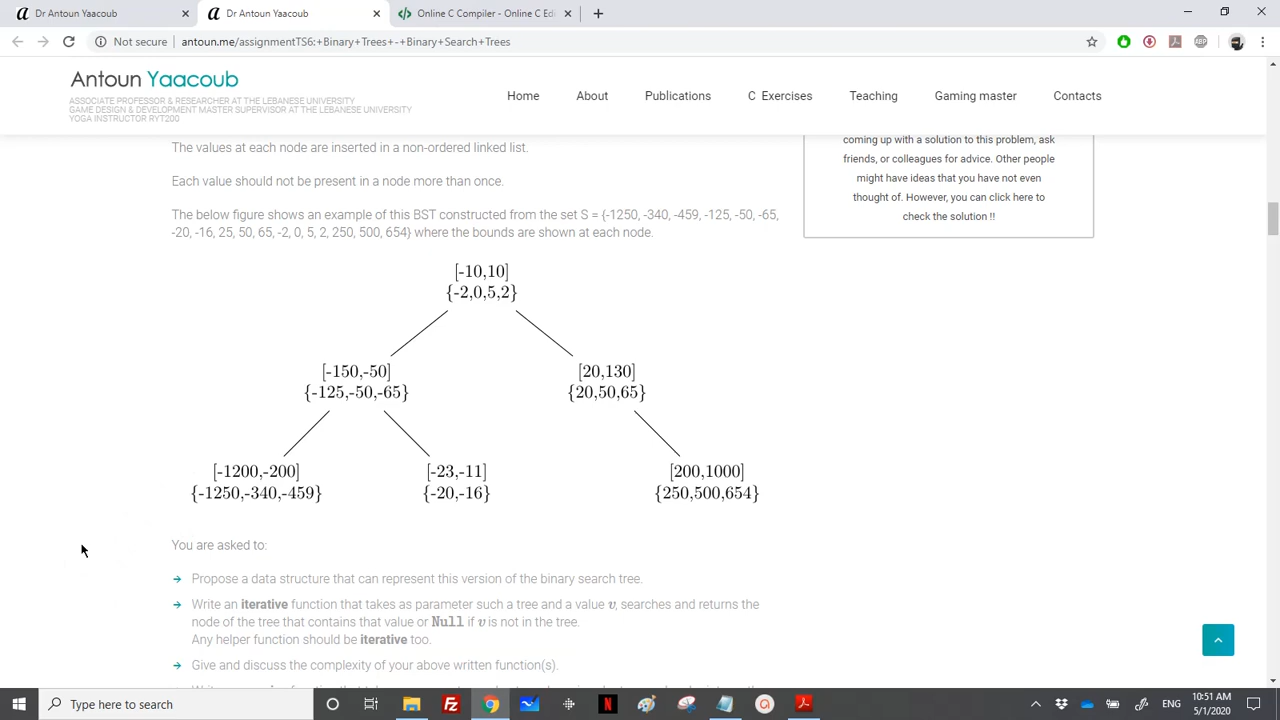 Dr Antoun Yaacoub
Dr Antoun Yaacoub
Online C Compiler - Online C Edi
Not secure | antoun.me/assignmentTS6:+Binary+Trees+-+Binary+Search+Trees
Antoun Yaacoub
ASSOCIATE PROFESSOR & RESEARCHER AT THE LEBANESE UNIVERSITY
GAME DESIGN & DEVELOPMENT MASTER SUPERVISOR AT THE LEBANESE UNIVERSITY
YOGA INSTRUCTOR RYT200
Home About Publications C Exercises Teaching Gaming master Contacts
The values at each node are inserted in a non-ordered linked list.
Each value should not be present in a node more than once.
The below figure shows an example of this BST constructed from the set S = {-1250, -340, -459, -125, -50, -65,
-20, -16, 25, 50, 65, -2, 0, 5, 2, 250, 500, 654} where the bounds are shown at each node.
coming up with a solution to this problem, ask
friends, or colleagues for advice. Other people
might have ideas that you have not even
thought of. However, you can click here to
check the solution !!
[-10,10]
{-2,0,5,2}
[-150,-50]
{-125,-50,-65}
[20,130]
{20,50,65}
[-1200,-200]
{-1250,-340,-459}
[-23,-11]
{-20,-16}
[200,1000]
{250,500,654}
You are asked to:
Propose a data structure that can represent this version of the binary search tree.
Write an iterative function that takes as parameter such a tree and a value v, searches and returns the
node of the tree that contains that value or Null if v is not in the tree.
Any helper function should be iterative too.
Give and discuss the complexity of your above written function(s).
Type here to search
ENG
10:51 AM
5/1/2020